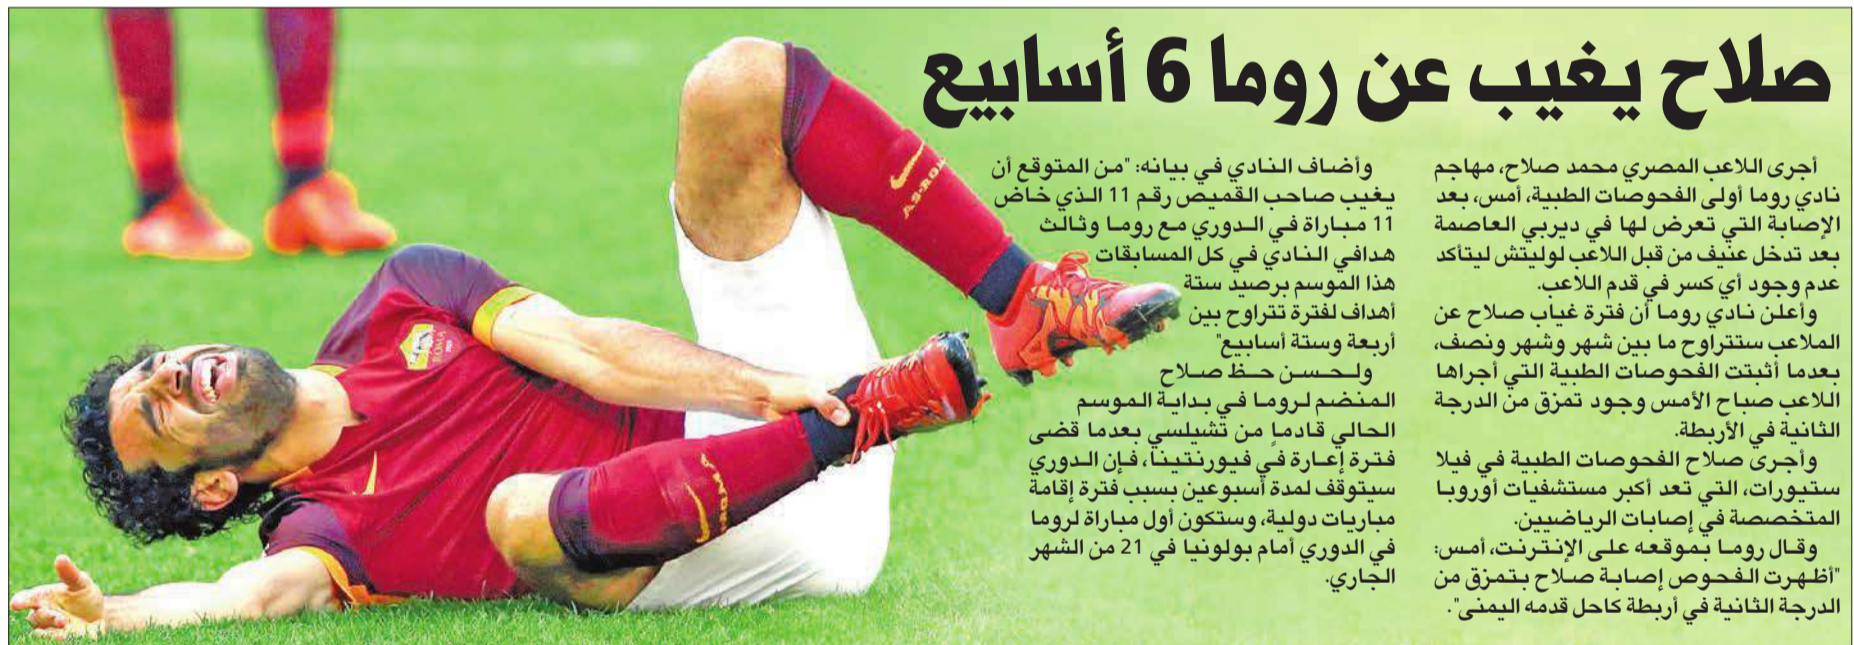 صلاح يغيب عن روما 6 أسابيع
أجرى اللاعب المصري محمد صلاح، مهاجم
نادي روما أولى الفحوصات الطبية، أمس، بعد
الإصابة التي تعرض لها في ديربي العاصمة
بعد تدخل عنيف من قبل اللاعب لوليتش ليتأكد
عدم وجود أي كسر في قدم اللاعب.
وأعلن نادي روما أن فترة غياب صلاح عن
الملاعب ستتراوح ما بين شهر وشهر ونصف،
بعدما أثبتت الفحوصات الطبية التي أجراها
اللاعب صباح الأمس وجود تمزق من الدرجة
الثانية في الأربطة.
وأجرى صلاح الفحوصات الطبية في فيلا
ستيورات، التي تعد أكبر مستشفيات أوروبا
المتخصصة في إصابات الرياضيين.
وقال روما بموقعه على الإنترنت، أمس:
"أظهرت الفحوص إصابة صلاح بتمزق من
الدرجة الثانية في أربطة كاحل قدمه اليمنى".
وأضاف النادي في بيانه: "من المتوقع أن
يغيب صاحب القميص رقم 11 الذي خاض
11 مباراة في الدوري مع روما وثالث
هدافي النادي في كل المسابقات
هذا الموسم برصيد ستة
أهداف لفترة تتراوح بين
أربعة وستة أسابيع"
ولحسن حظ صلاح
المنضم لروما في بداية الموسم
الحالي قادمٍا من تشيلسي بعدما قضى
فترة إعارة في فيورنتينا، فإن الدوري
سيتوقف لمدة أسبوعين بسبب فترة إقامة
مباريات دولية، وستكون أول مباراة لروما
في الدوري أمام بولونيا في 21 من الشهر
الجاري.
AS-RO
ROMA
AS-ROMA